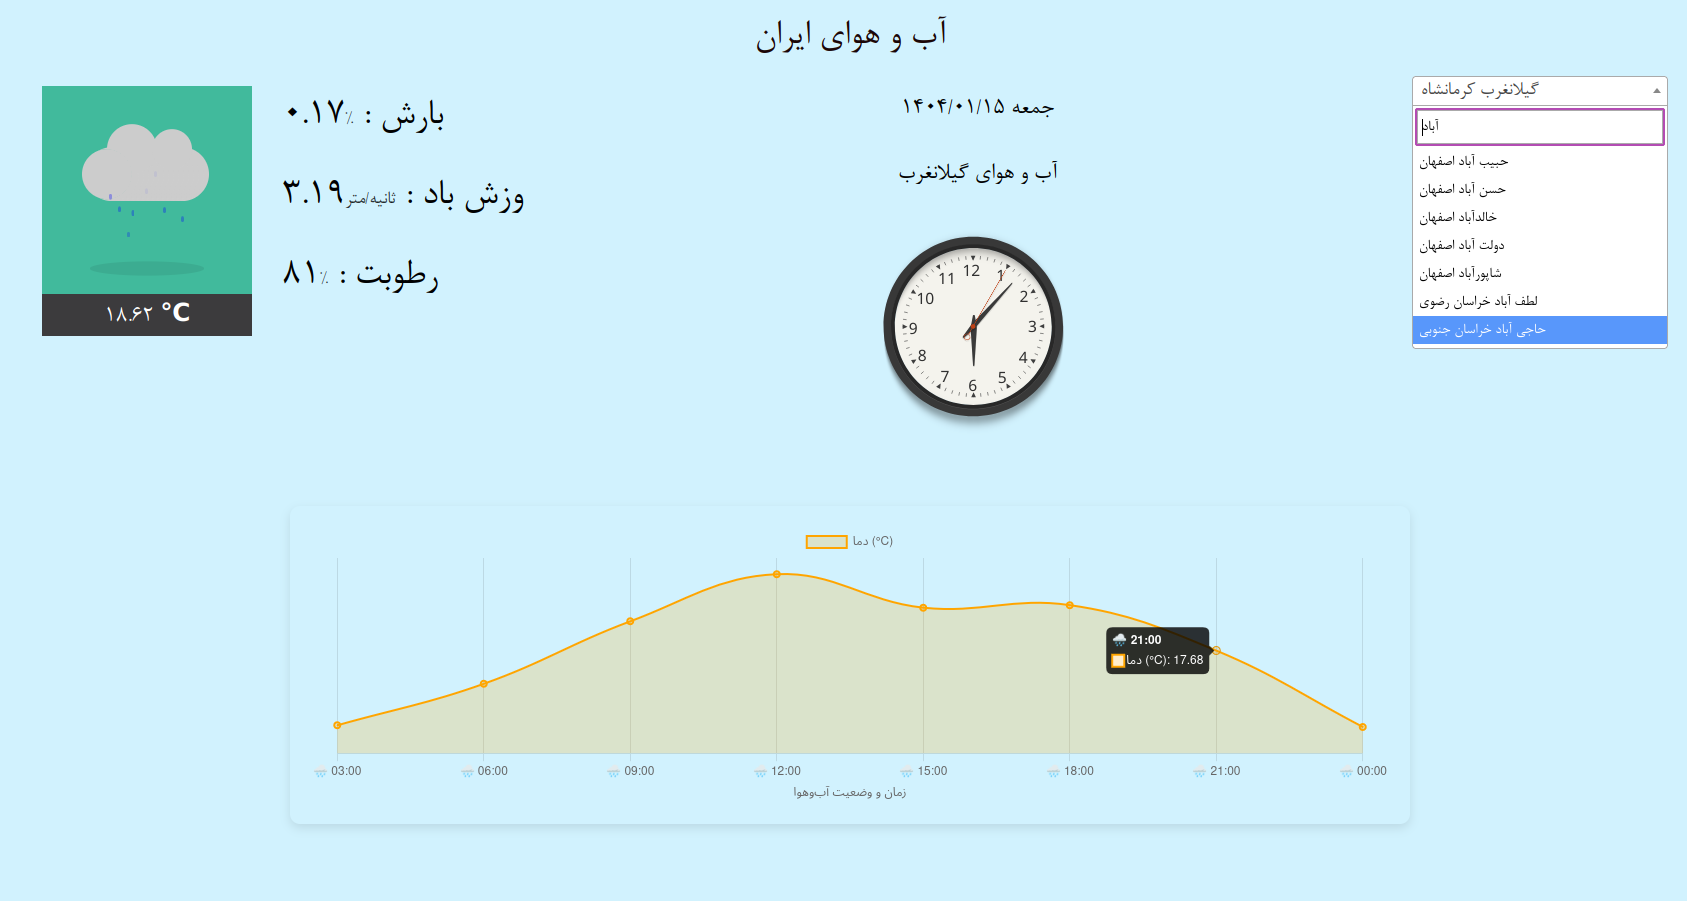 آب و هوای ایران
گیلانغرب کرمانشاه
آباد
حبیب آباد اصفهان
حسن آباد اصفهان
خالدآباد اصفهان
دولت آباد اصفهان
شاپورآباد اصفهان
لطف آباد خراسان رضوی
حاجی آباد خراسان جنوبی
جمعه ۱۴۰۴/۰۱/۱۵
آب و هوای گیلانغرب
12
1
2
3
4
5
6
7
8
9
10
11
بارش : ٪۰.۱۷
وزش باد : ثانیه/متر۳.۱۹
رطوبت : ٪۸۱
۱۸.۶۲ °C
دما (°C)
21:00
دما (°C): 17.68
03:00 06:00 09:00 12:00 15:00 18:00 21:00 00:00
زمان و وضعیت آب‌وهوا